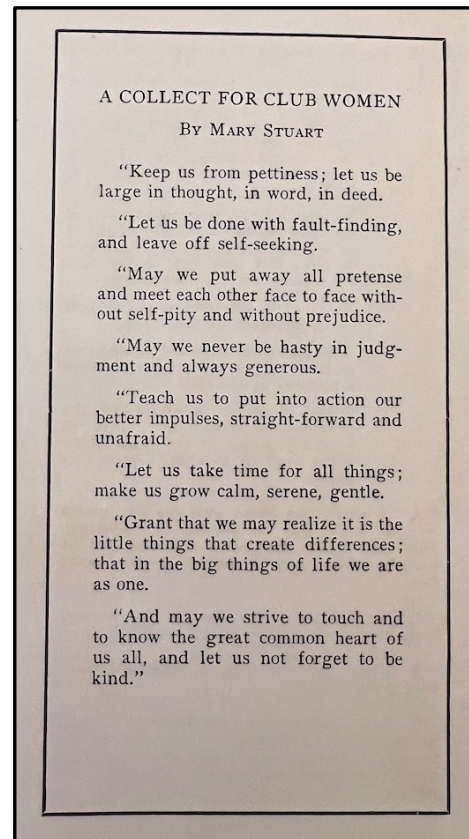 A COLLECT FOR CLUB WOMEN
By Mary Stuart
“Keep us from pettiness; let us be
large in thought, in word, in deed.
“Let us be done with fault-finding,
and leave off self-seeking.
“May we put away all pretense
and meet each other face to face with-
out self-pity and without prejudice.
“May we never be hasty in judg-
ment and always generous.
“Teach us to put into action our
better impulses, straight-forward and
unafraid.
“Let us take time for all things;
make us grow calm, serene, gentle.
“Grant that we may realize it is the
little things that create differences;
that in the big things of life we are
as one.
“And may we strive to touch and
to know the great common heart of
us all, and let us not forget to be
kind.”